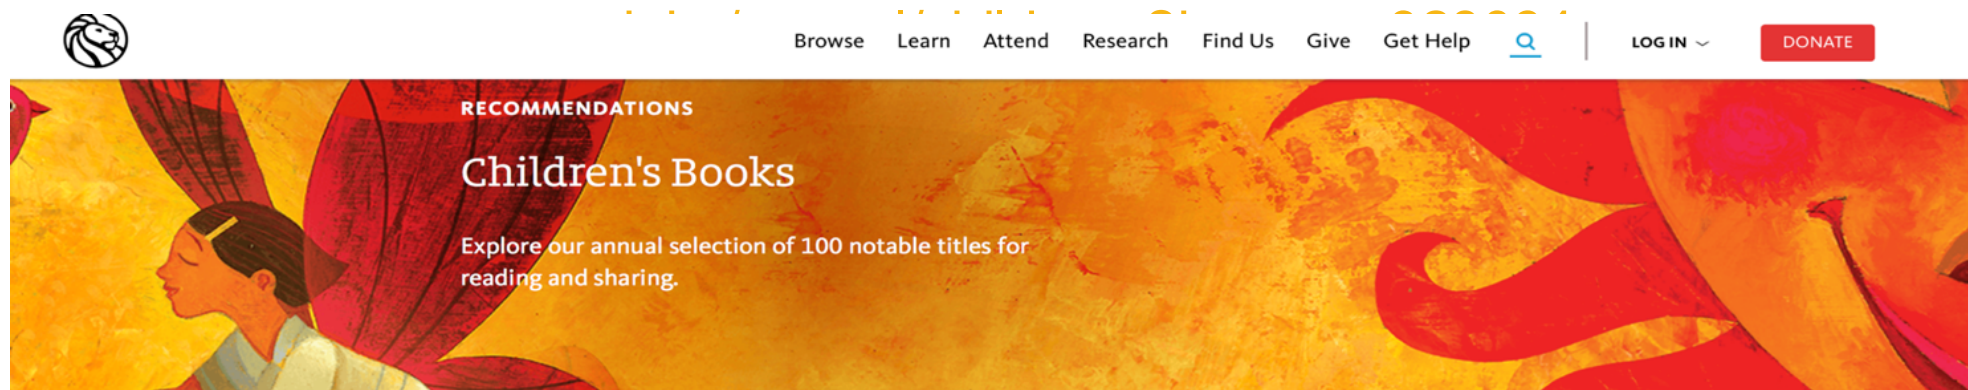 Browse Learn Attend Research Find Us Give Get Help LOG IN DONATE
RECOMMENDATIONS
Children's Books
Explore our annual selection of 100 notable titles for
reading and sharing.